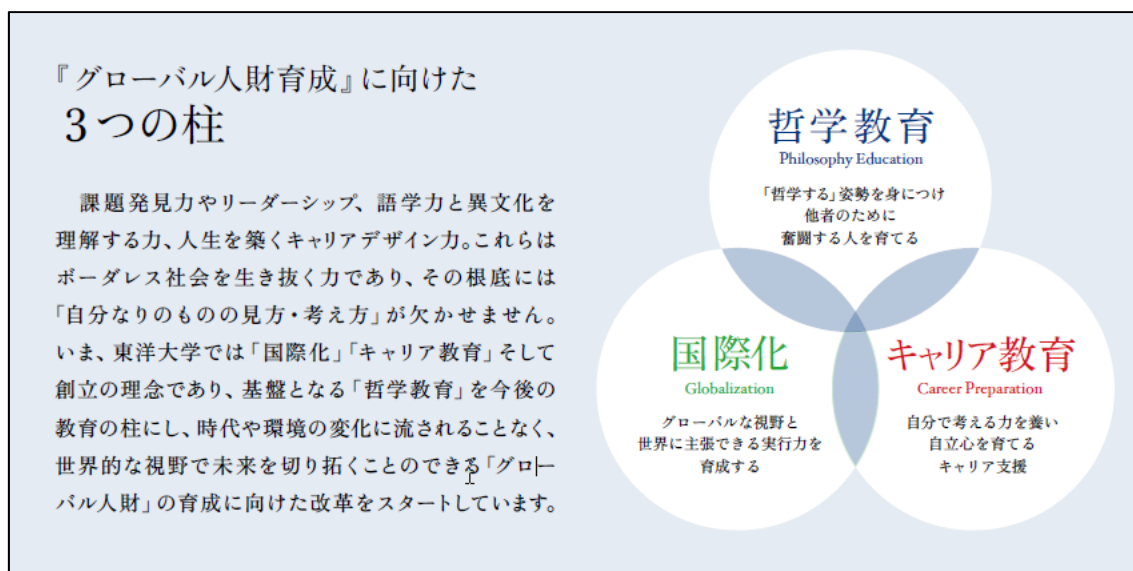 『グローバル人財育成』に向けた
3つの柱
課題発見力やリーダーシップ、語学力と異文化を
理解する力、人生を築くキャリアデザイン力。これらは
ボーダレス社会を生き抜く力であり、その根底には
「自分なりのものの見方・考え方」が欠かせません。
いま、東洋大学では「国際化」「キャリア教育」そして
創立の理念であり、基盤となる「哲学教育」を今後の
教育の柱にし、時代や環境の変化に流されることなく、
世界的な視野で未来を切り拓くことのできる「グロー
バル人財」の育成に向けた改革をスタートしています。
哲学教育
Philosophy Education
「哲学する」姿勢を身につけ
他者のために
奮闘する人を育てる
国際化
Globalization
グローバルな視野と
世界に主張できる実行力を
育成する
キャリア教育
Career Preparation
自分で考える力を養い
自立心を育てる
キャリア支援